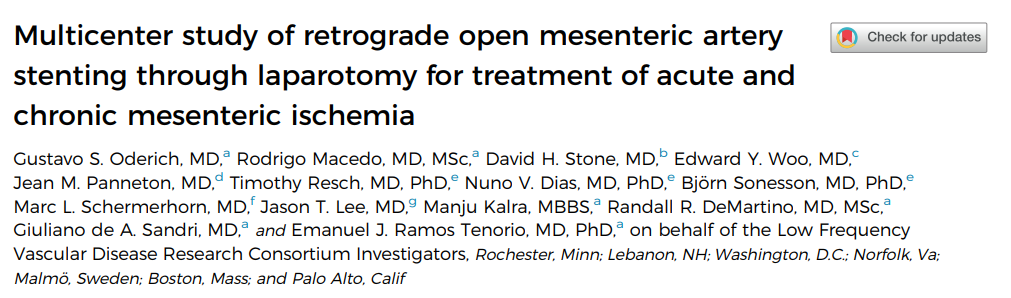 Multicenter study of retrograde open mesenteric artery
stenting through laparotomy for treatment of acute and
chronic mesenteric ischemia
Check for updates
Gustavo S. Oderich, MD,a Rodrigo Macedo, MD, MSc,a David H. Stone, MD,b Edward Y. Woo, MD,c
Jean M. Panneton, MD,d Timothy Resch, MD, PhD,e Nuno V. Dias, MD, PhD,e Björn Sonesson, MD, PhD,e
Marc L. Schermerhorn, MD,f Jason T. Lee, MD,g Manju Kalra, MBBS,a Randall R. DeMartino, MD, MSc,a
Giuliano de A. Sandri, MD,a and Emanuel J. Ramos Tenorio, MD, PhD,a on behalf of the Low Frequency
Vascular Disease Research Consortium Investigators, Rochester, Minn; Lebanon, NH; Washington, D.C.; Norfolk, Va;
Malmö, Sweden; Boston, Mass; and Palo Alto, Calif